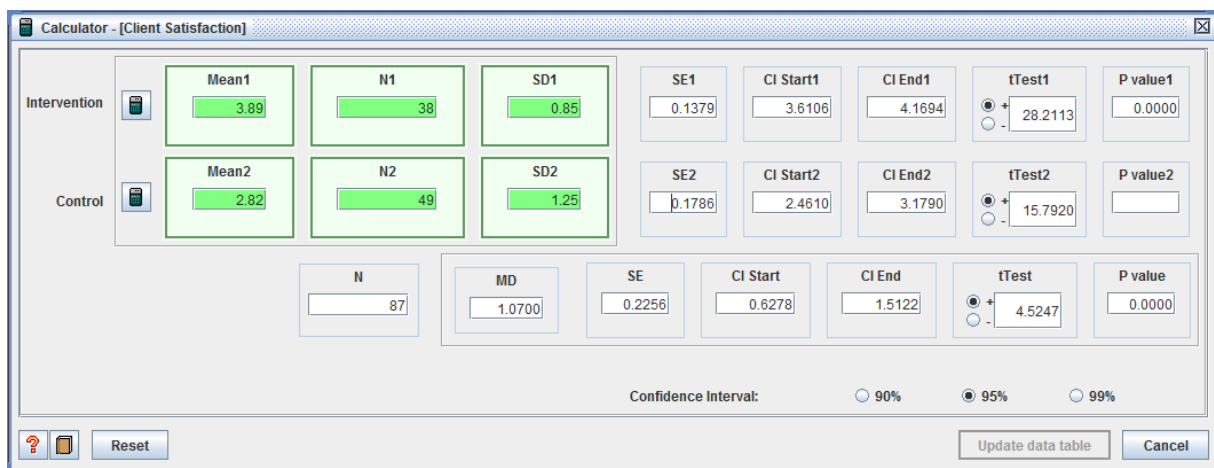 Calculator - [Client Satisfaction]
Mean1 N1 SD1 SE1 CI Start1 CI End1 tTest1 P value1
Intervention 3.89 38 0.85 0.1379 3.6106 4.1694 + - 28.2113 0.0000
Mean2 N2 SD2 SE2 CI Start2 CI End2 tTest2 P value2
Control 2.82 49 1.25 0.1786 2.4610 3.1790 + - 15.7920
N MD SE CI Start CI End tTest P value
87 1.0700 0.2256 0.6278 1.5122 + - 4.5247 0.0000
Confidence Interval: 90% 95% 99%
? Reset Update data table Cancel